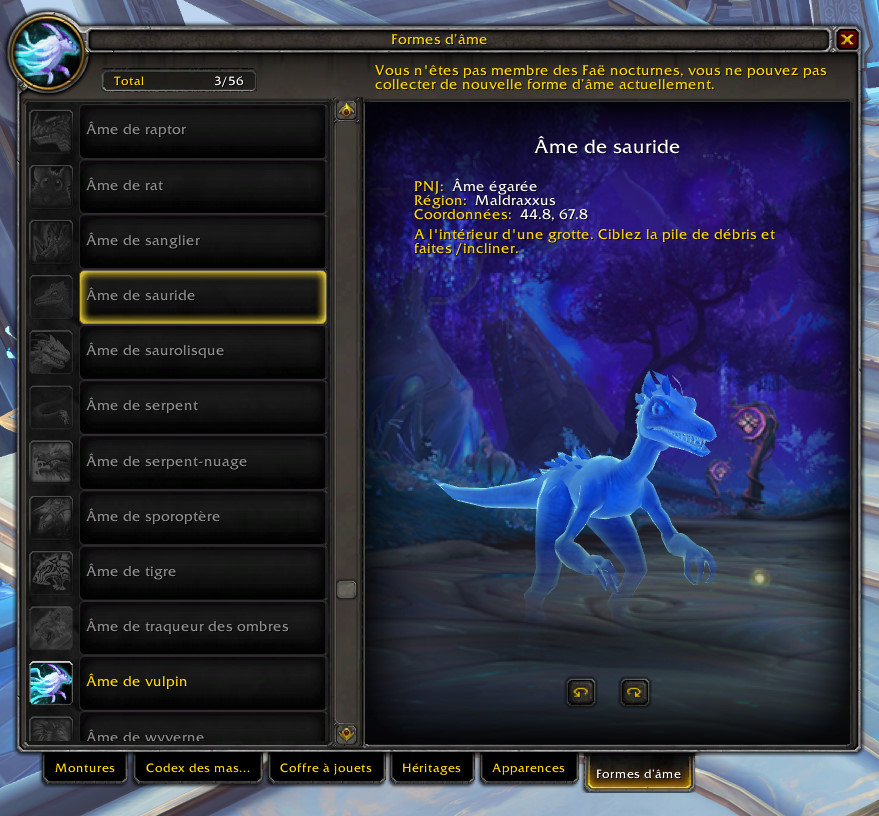 Formes d'âme
Total 3/56
Vous n'êtes pas membre des Faë nocturnes, vous ne pouvez pas
collecter de nouvelle forme d'âme actuellement.
Âme de raptor
Âme de rat
Âme de sanglier
Âme de sauride
Âme de saurolisque
Âme de serpent
Âme de serpent-nuage
Âme de sporoptère
Âme de tigre
Âme de traqueur des ombres
Âme de vulpin
Âme de wyverne
Âme de sauride
PNJ: Âme égarée
Région: Maldraxxus
Coordonnées: 44.8, 67.8
A l'intérieur d'une grotte. Ciblez la pile de débris et
faites /incliner.
Montures
Codex des mas...
Coffre à jouets
Héritages
Apparences
Formes d'âme